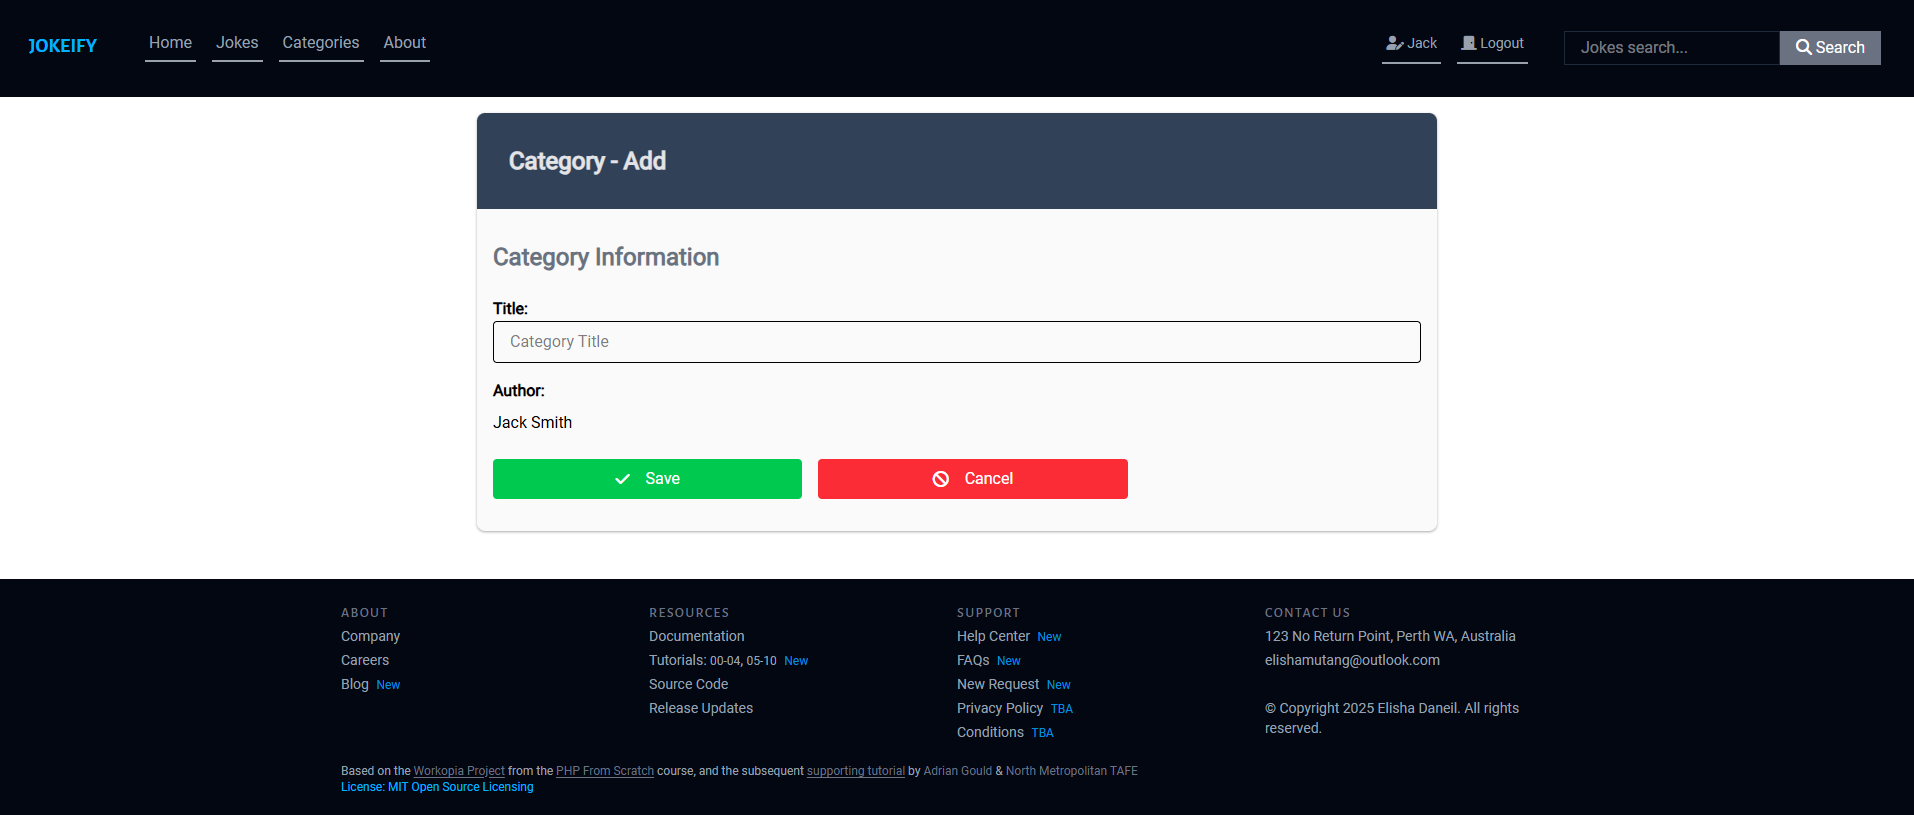 JOKEIFY
Home Jokes Categories About
Jack Logout
Jokes search...
Search
Category - Add
Category Information
Title:
Category Title
Author:
Jack Smith
Save
Cancel
ABOUT
Company
Careers
Blog New
RESOURCES
Documentation
Tutorials: 00-04, 05-10 New
Source Code
Release Updates
SUPPORT
Help Center New
FAQs New
New Request New
Privacy Policy TBA
Conditions TBA
CONTACT US
123 No Return Point, Perth WA, Australia
elishamutang@outlook.com
© Copyright 2025 Elisha Daneil. All rights
reserved.
Based on the Workopia Project from the PHP From Scratch course, and the subsequent supporting tutorial by Adrian Gould & North Metropolitan TAFE
License: MIT Open Source Licensing